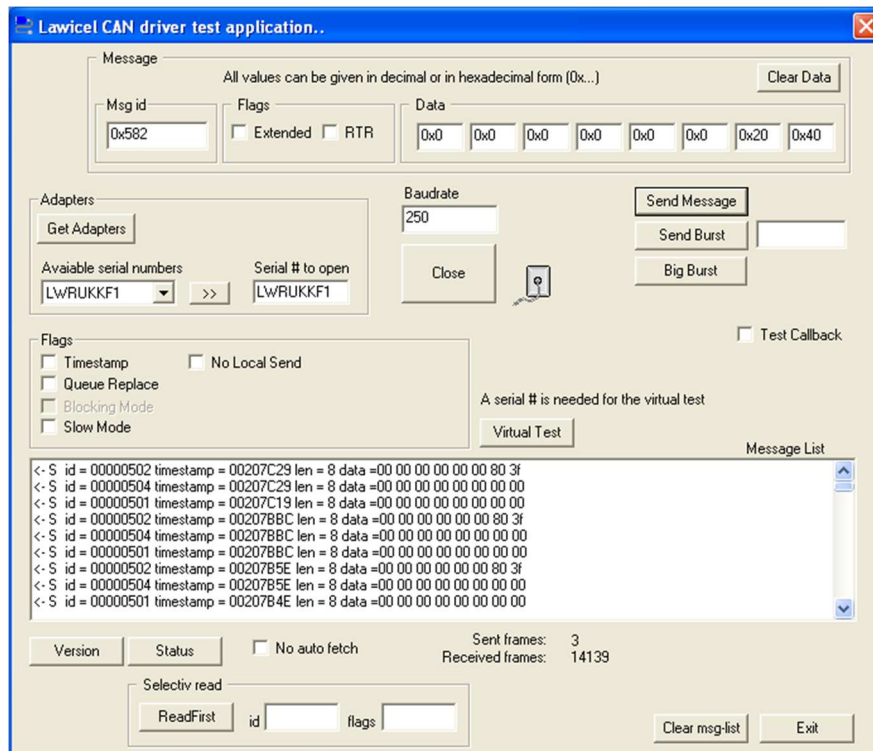 Lawicel CAN driver test application..
Message
All values can be given in decimal or in hexadecimal form (0x...)
Clear Data
Msg id
Flags
Data
0x582
Extended
RTR
0x0
0x0
0x0
0x0
0x0
0x0
0x20
0x40
Adapters
Get Adapters
Avaiable serial numbers
Serial # to open
LWRUKKF1
>>
LWRUKKF1
Baudrate
250
Close
Send Message
Send Burst
Big Burst
Test Callback
Flags
Timestamp
No Local Send
Queue Replace
Blocking Mode
Slow Mode
A serial # is needed for the virtual test
Virtual Test
Message List
<- S id = 00000502 timestamp = 00207C29 len = 8 data =00 00 00 00 00 00 80 3f
<- S id = 00000504 timestamp = 00207C29 len = 8 data =00 00 00 00 00 00 00 00
<- S id = 00000501 timestamp = 00207C19 len = 8 data =00 00 00 00 00 00 00 00
<- S id = 00000502 timestamp = 00207BBC len = 8 data =00 00 00 00 00 00 80 3f
<- S id = 00000504 timestamp = 00207BBC len = 8 data =00 00 00 00 00 00 00 00
<- S id = 00000501 timestamp = 00207BBC len = 8 data =00 00 00 00 00 00 00 00
<- S id = 00000502 timestamp = 00207B5E len = 8 data =00 00 00 00 00 00 80 3f
<- S id = 00000504 timestamp = 00207B5E len = 8 data =00 00 00 00 00 00 00 00
<- S id = 00000501 timestamp = 00207B4E len = 8 data =00 00 00 00 00 00 00 00
Version
Status
No auto fetch
Sent frames: 3
Received frames: 14139
Selectiv read
ReadFirst
id
flags
Clear msg-list
Exit